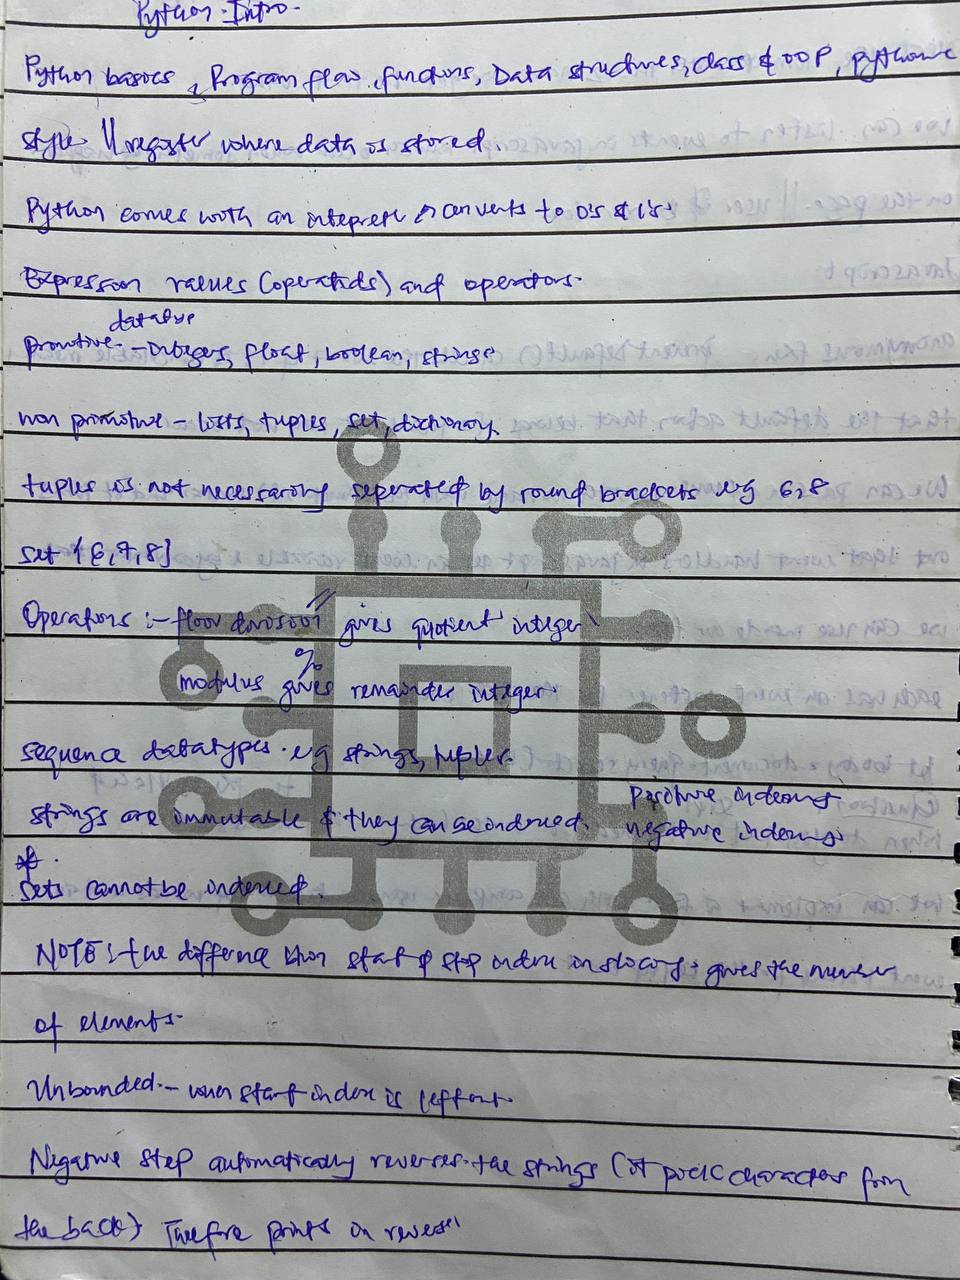 Python Intro.
Python basics, Program flow, functions, Data structures, class & OOP, pythonic
style || register where data is stored.
Python comes with an interpreter converts to 0's & 1's.
Expression values (operands) and operators.
datatype
primitive - integers, float, boolean, strings
non primitive - lists, tuples, set, dictionary.
tuples is not necessarily seperated by round brackets e.g 6,8
set {6,7,8}
Operators :- floor division // gives quotient integer
%
modulus gives remainder integer.
sequence datatypes. e.g strings, tuples.
positive indexing
strings are immutable & they can be indexed. negative indexing
Sets cannot be indexed.
NOTE: the difference btwn start & stop index in slicing gives the number
of elements.
Unbounded. - when start index is left out.
Negative step automatically reverses the strings (it pick characters from
the back) Therefore prints in reverse